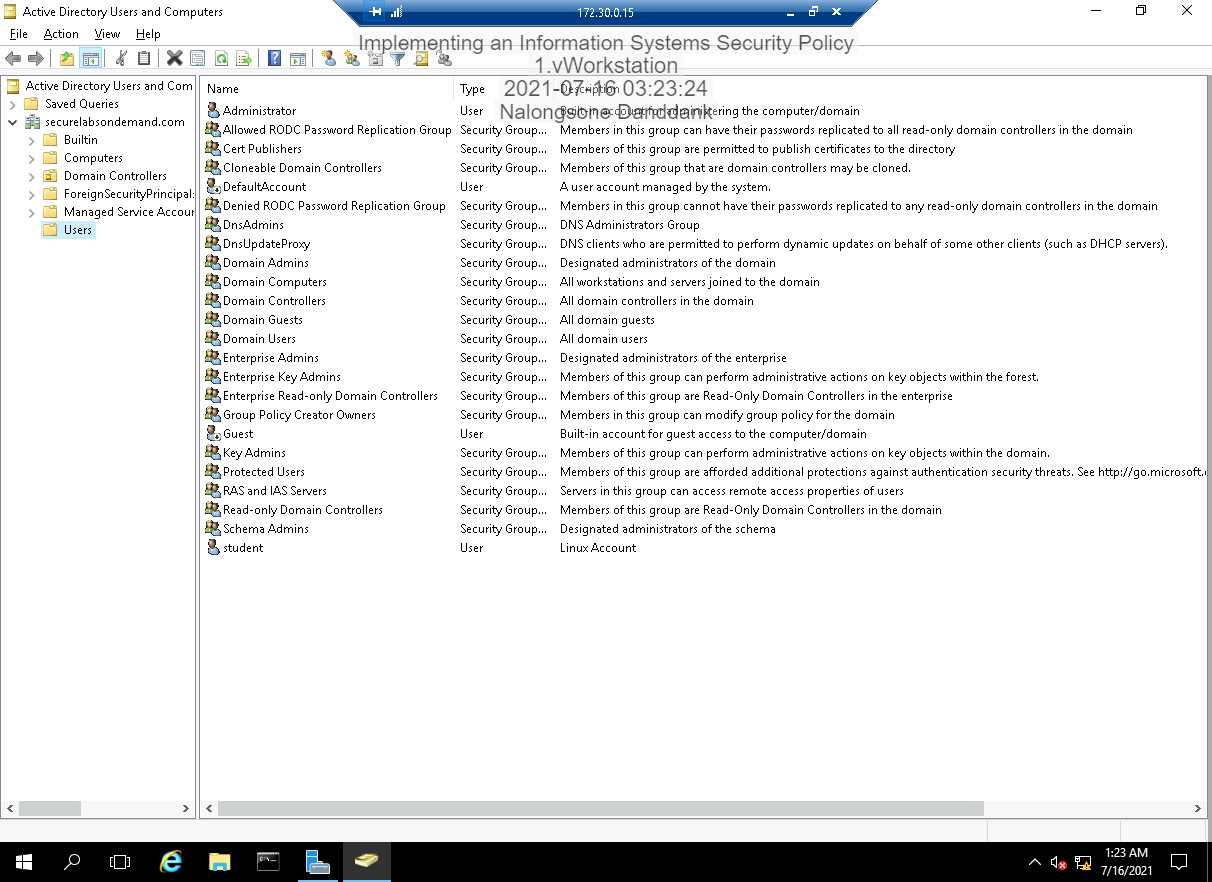 Active Directory Users and Computers
172.30.0.15
File Action View Help
Implementing an Information Systems Security Policy
1.vWorkstation
2021-07-16 03:23:24
Nalongsone Danddank
Active Directory Users and Com
Saved Queries
securelabsondemand.com
Builtin
Computers
Domain Controllers
ForeignSecurityPrincipal:
Managed Service Accour
Users
Name Type Description
Administrator User Built-in account for administering the computer/domain
Allowed RODC Password Replication Group Security Group... Members in this group can have their passwords replicated to all read-only domain controllers in the domain
Cert Publishers Security Group... Members of this group are permitted to publish certificates to the directory
Cloneable Domain Controllers Security Group... Members of this group that are domain controllers may be cloned.
DefaultAccount User A user account managed by the system.
Denied RODC Password Replication Group Security Group... Members in this group cannot have their passwords replicated to any read-only domain controllers in the domain
DnsAdmins Security Group... DNS Administrators Group
DnsUpdateProxy Security Group... DNS clients who are permitted to perform dynamic updates on behalf of some other clients (such as DHCP servers).
Domain Admins Security Group... Designated administrators of the domain
Domain Computers Security Group... All workstations and servers joined to the domain
Domain Controllers Security Group... All domain controllers in the domain
Domain Guests Security Group... All domain guests
Domain Users Security Group... All domain users
Enterprise Admins Security Group... Designated administrators of the enterprise
Enterprise Key Admins Security Group... Members of this group can perform administrative actions on key objects within the forest.
Enterprise Read-only Domain Controllers Security Group... Members of this group are Read-Only Domain Controllers in the enterprise
Group Policy Creator Owners Security Group... Members in this group can modify group policy for the domain
Guest User Built-in account for guest access to the computer/domain
Key Admins Security Group... Members of this group can perform administrative actions on key objects within the domain.
Protected Users Security Group... Members of this group are afforded additional protections against authentication security threats. See http://go.microsoft.
RAS and IAS Servers Security Group... Servers in this group can access remote access properties of users
Read-only Domain Controllers Security Group... Members of this group are Read-Only Domain Controllers in the domain
Schema Admins Security Group... Designated administrators of the schema
student User Linux Account
1:23 AM
7/16/2021